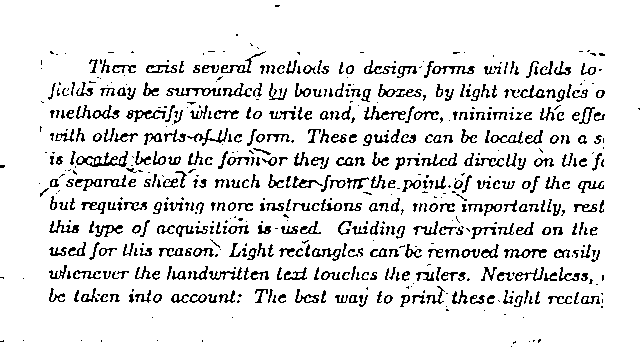 There exist several methods to design forms with fields to
fields may be surrounded by bounding boxes, by light rectangles o
methods specify where to write and, therefore, minimize the effe
with other parts of the form. These guides can be located on a s
is located below the form or they can be printed directly on the fo
a separate sheet is much better from the point of view of the qua
but requires giving more instructions and, more importantly, rest
this type of acquisition is used. Guiding rulers printed on the
used for this reason. Light rectangles can be removed more easily
whenever the handwritten text touches the rulers. Nevertheless,
be taken into account: The best way to print these light rectan